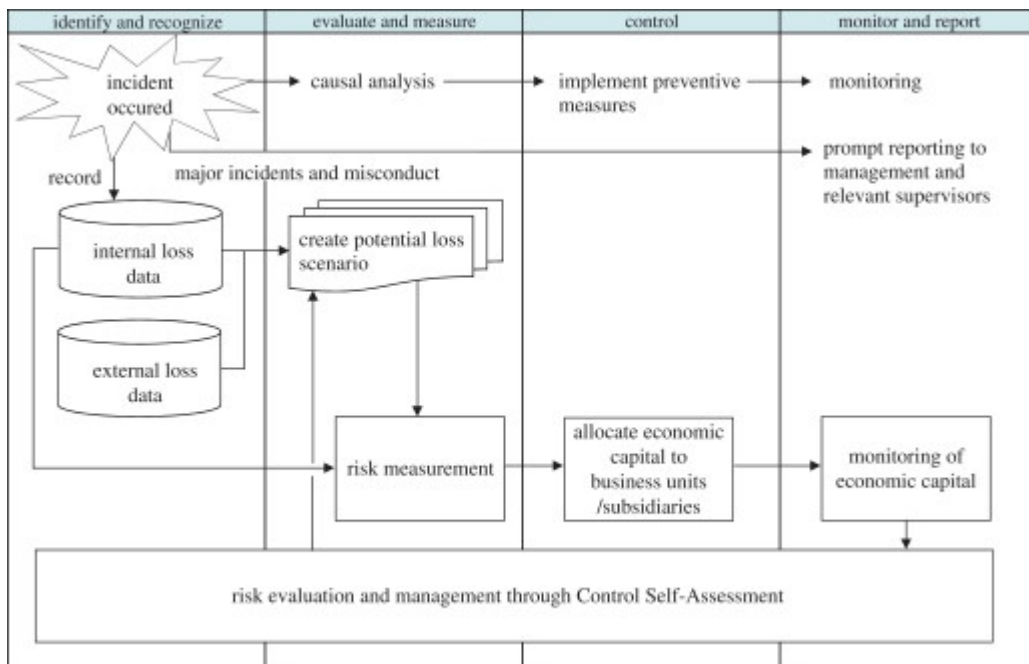 identify and recognize
evaluate and measure
control
monitor and report
incident
occured
causal analysis
implement preventive
measures
monitoring
prompt reporting to
management and
relevant supervisors
record
major incidents and misconduct
internal loss
data
create potential loss
scenario
external loss
data
risk measurement
allocate economic
capital to
business units
/subsidiaries
monitoring of
economic capital
risk evaluation and management through Control Self-Assessment